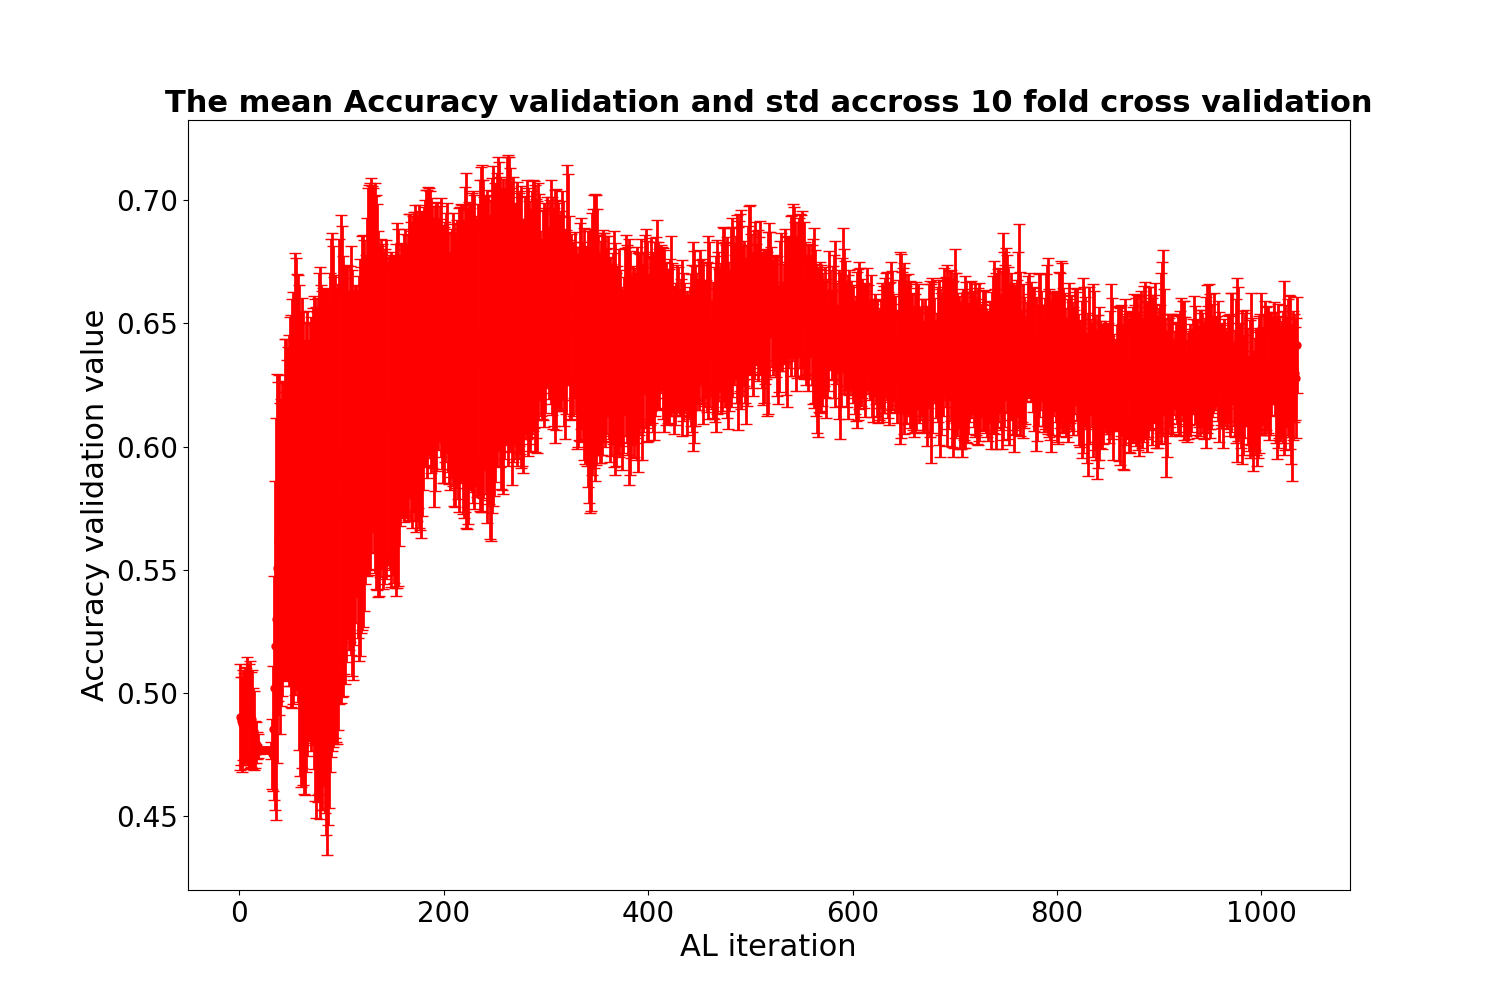 The mean Accuracy validation and std accross 10 fold cross validation
Accuracy validation value
0.70
0.65
0.60
0.55
0.50
0.45
0 200 400 600 800 1000
AL iteration